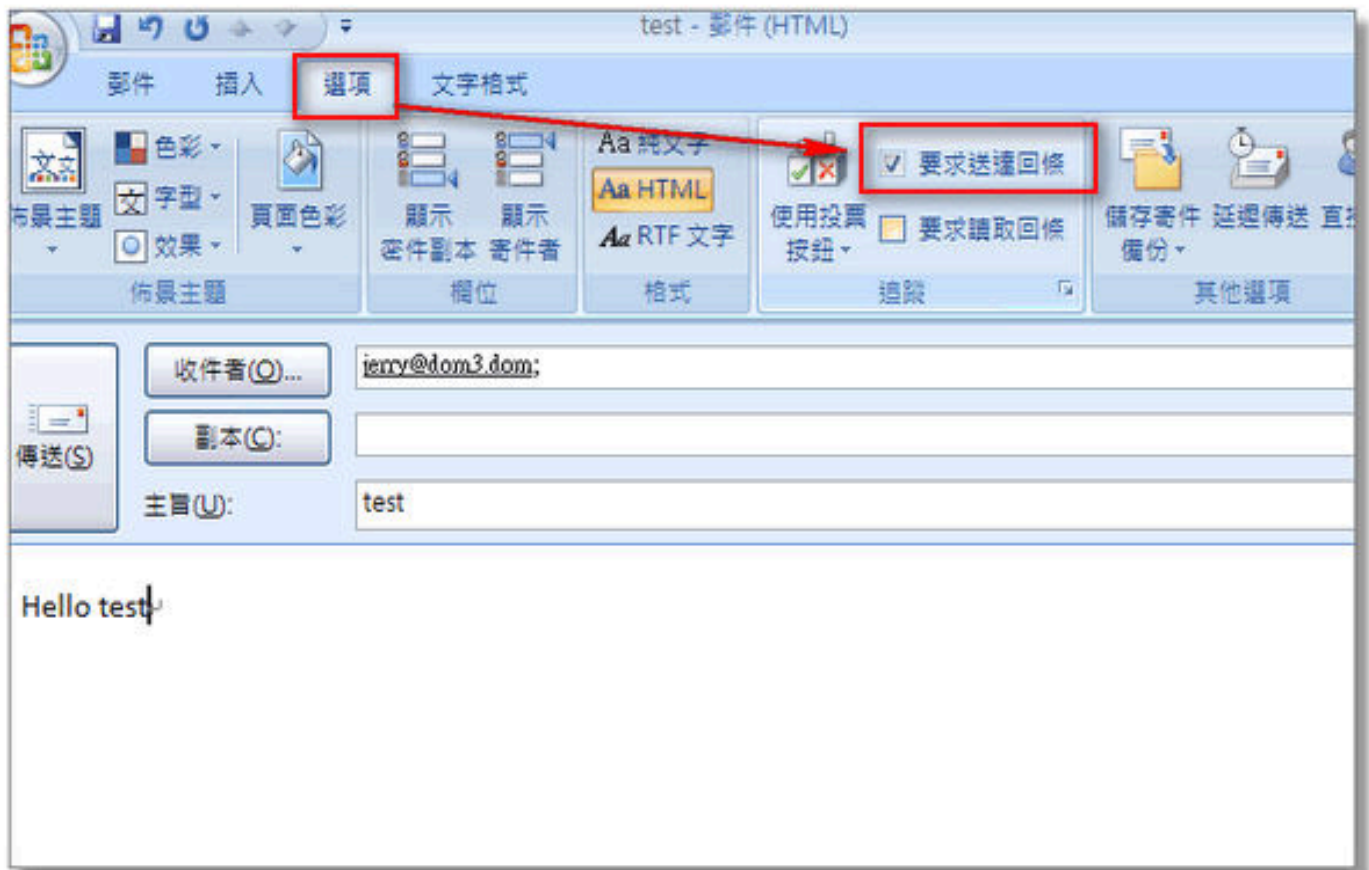 test - 郵件 (HTML)
郵件 插入 選項 文字格式
佈景主題
色彩
字型
效果
頁面色彩
佈景主題
顯示
密件副本
顯示
寄件者
欄位
Aa 純文字
Aa HTML
Aa RTF 文字
格式
使用投票
按鈕
要求送達回條
要求讀取回條
追蹤
儲存寄件
備份
延遲傳送
其他選項
傳送(S)
收件者(O)...
jerry@dom3.dom;
副本(C):
主旨(U):
test
Hello test